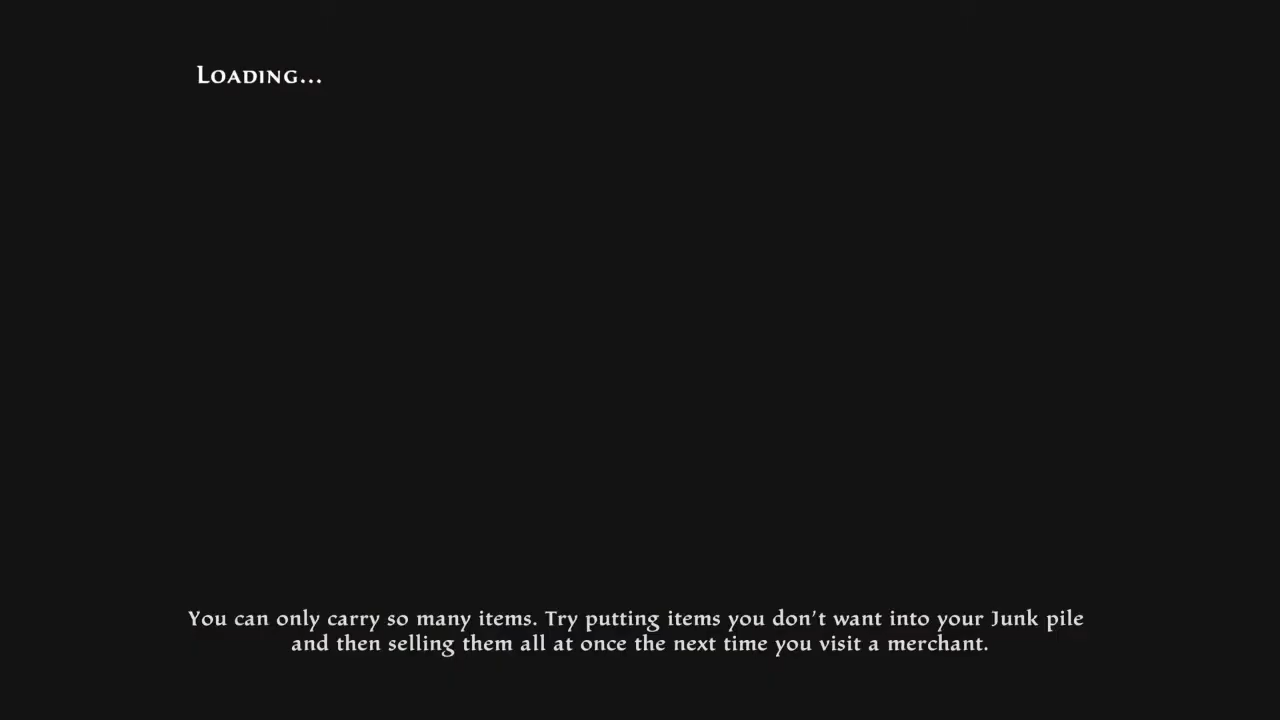 Loading...
You can only carry so many items. Try putting items you don't want into your Junk pile
and then selling them all at once the next time you visit a merchant.